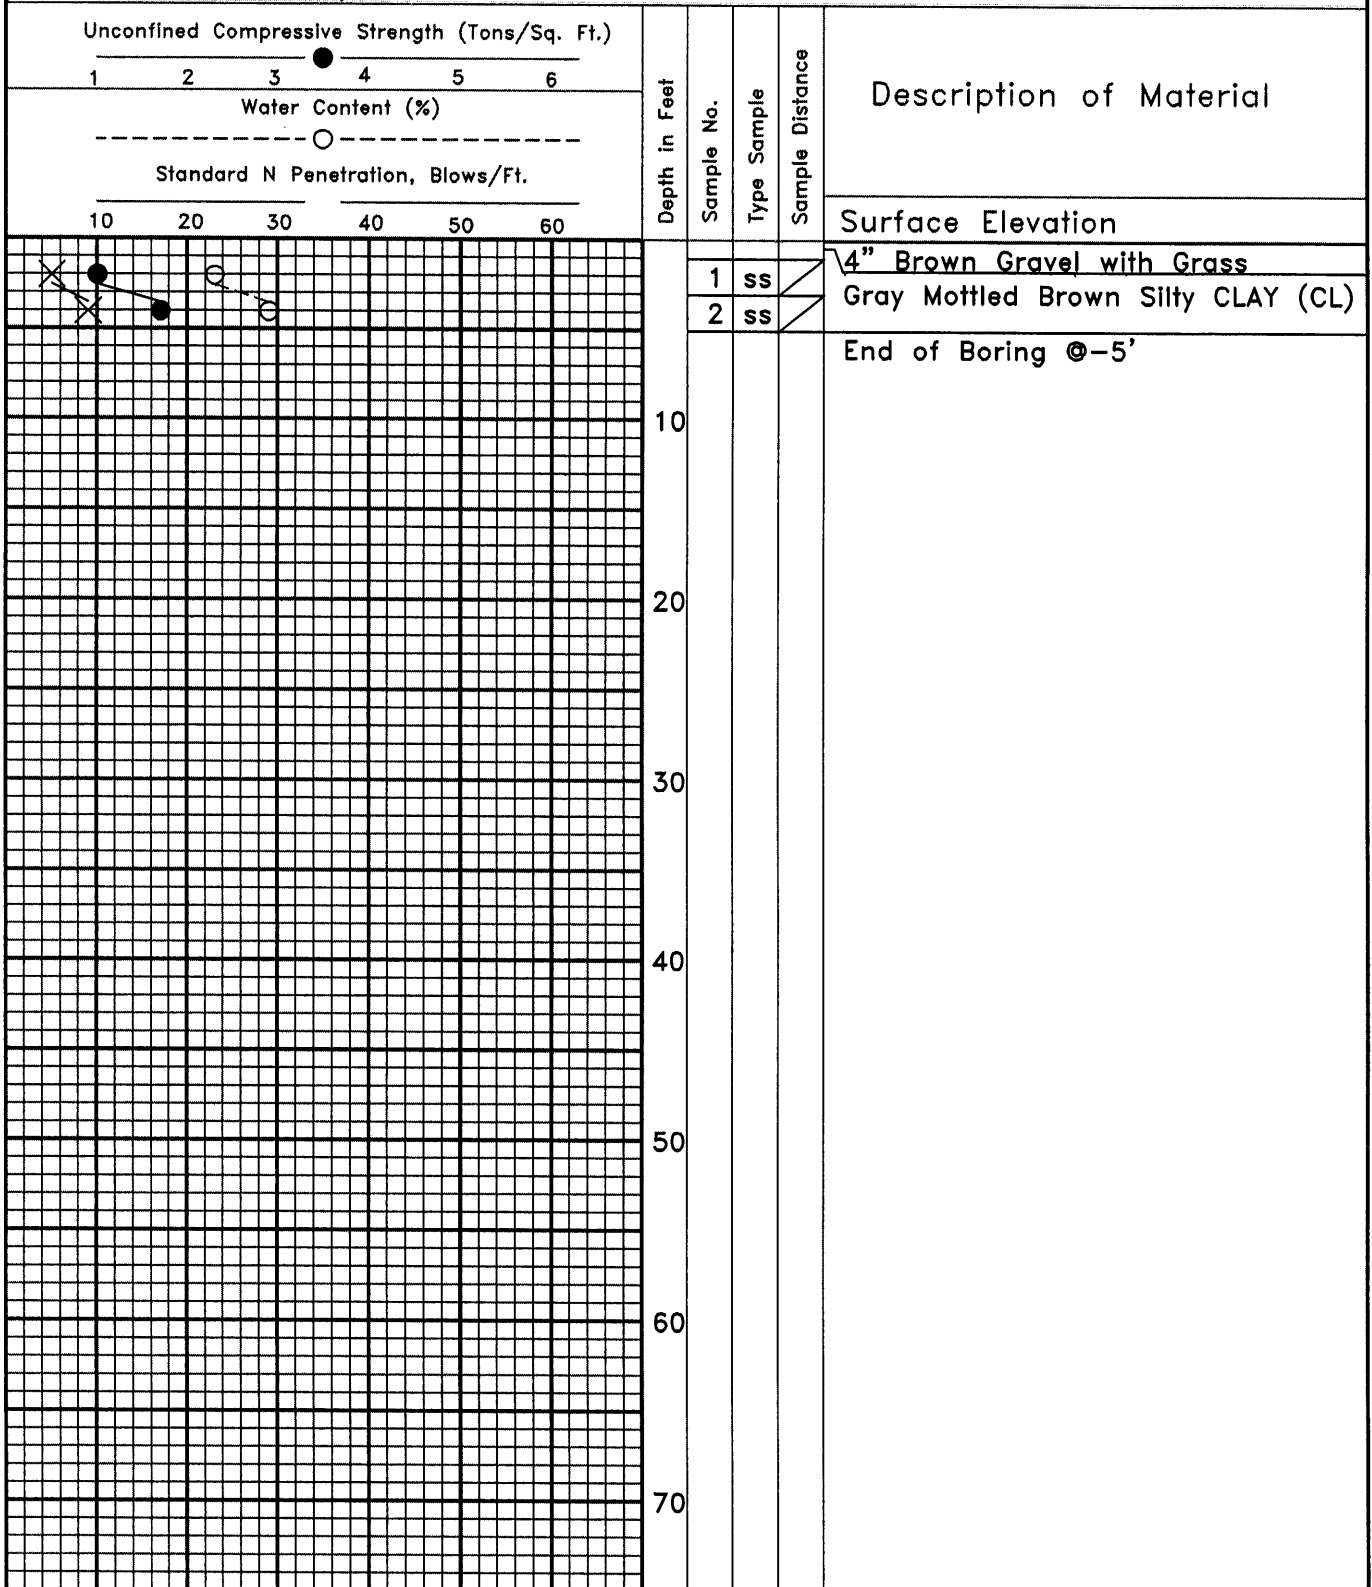 Unconfined Compressive Strength (Tons/Sq. Ft.)
1 2 3 4 5 6
Water Content (%)
Standard N Penetration, Blows/Ft.
10 20 30 40 50 60
Depth in Feet
Sample No.
Type Sample
Sample Distance
Description of Material
Surface Elevation
4" Brown Gravel with Grass
1 ss
Gray Mottled Brown Silty CLAY (CL)
2 ss
End of Boring @-5'
10
20
30
40
50
60
70